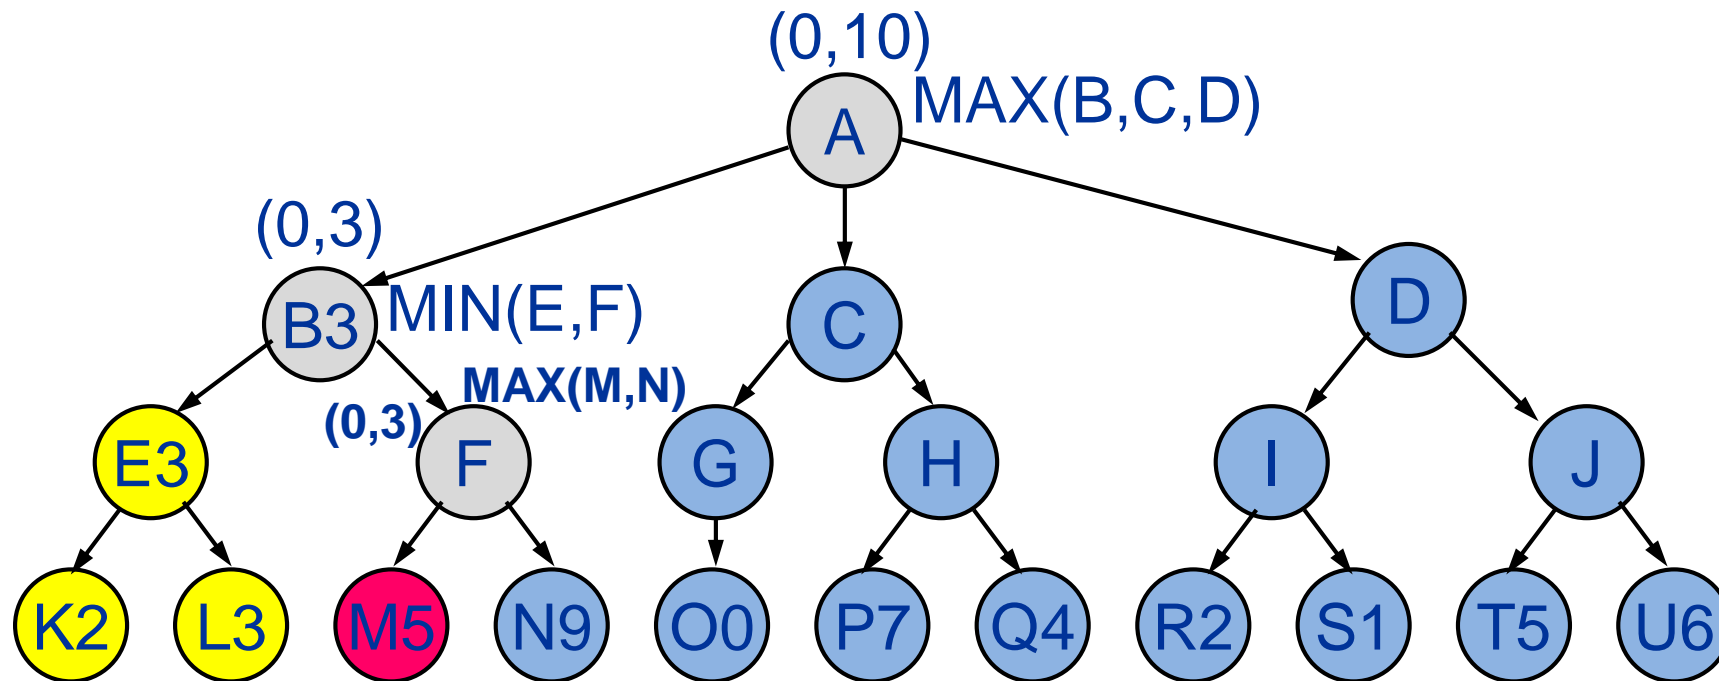 (0,10)
A
MAX(B,C,D)
(0,3)
B3
MIN(E,F)
C
D
MAX(M,N)
(0,3)
E3
F
G
H
I
J
K2
L3
M5
N9
O0
P7
Q4
R2
S1
T5
U6